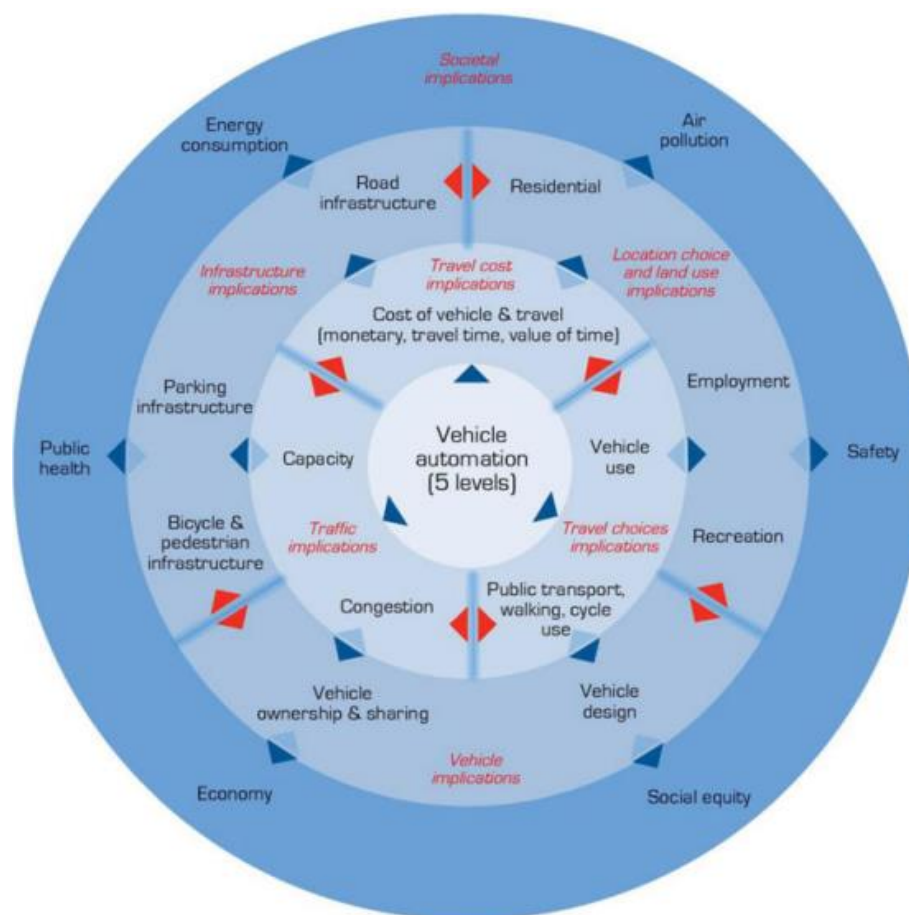 Societal
implications
Energy
consumption
Air
pollution
Road
infrastructure
Residential
Infrastructure
implications
Travel cost
implications
Location choice
and land use
implications
Cost of vehicle & travel
(monetary, travel time, value of time)
Parking
infrastructure
Employment
Public
health
Capacity
Vehicle
automation
(5 levels)
Vehicle
use
Safety
Bicycle &
pedestrian
infrastructure
Traffic
implications
Travel choices
implications
Recreation
Congestion
Public transport,
walking, cycle
use
Vehicle
ownership & sharing
Vehicle
design
Vehicle
implications
Economy
Social equity